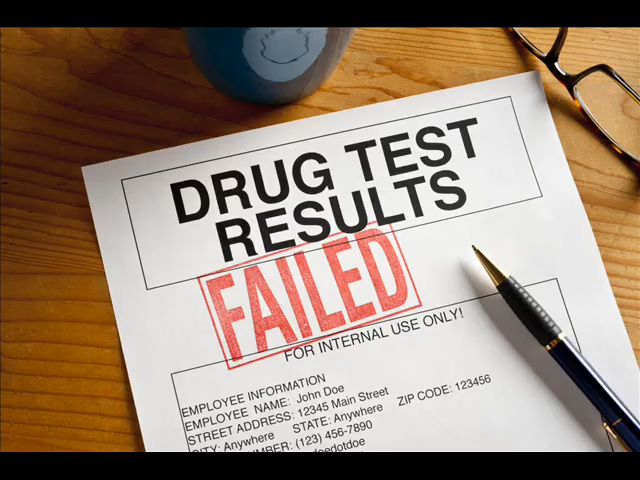 DRUG TEST
RESULTS
FAILED
FOR INTERNAL USE ONLY!
EMPLOYEE INFORMATION
EMPLOYEE NAME: John Doe
STREET ADDRESS: 12345 Main Street
CITY: Anywhere STATE: Anywhere ZIP CODE: 123456
NUMBER: (123) 456-7890